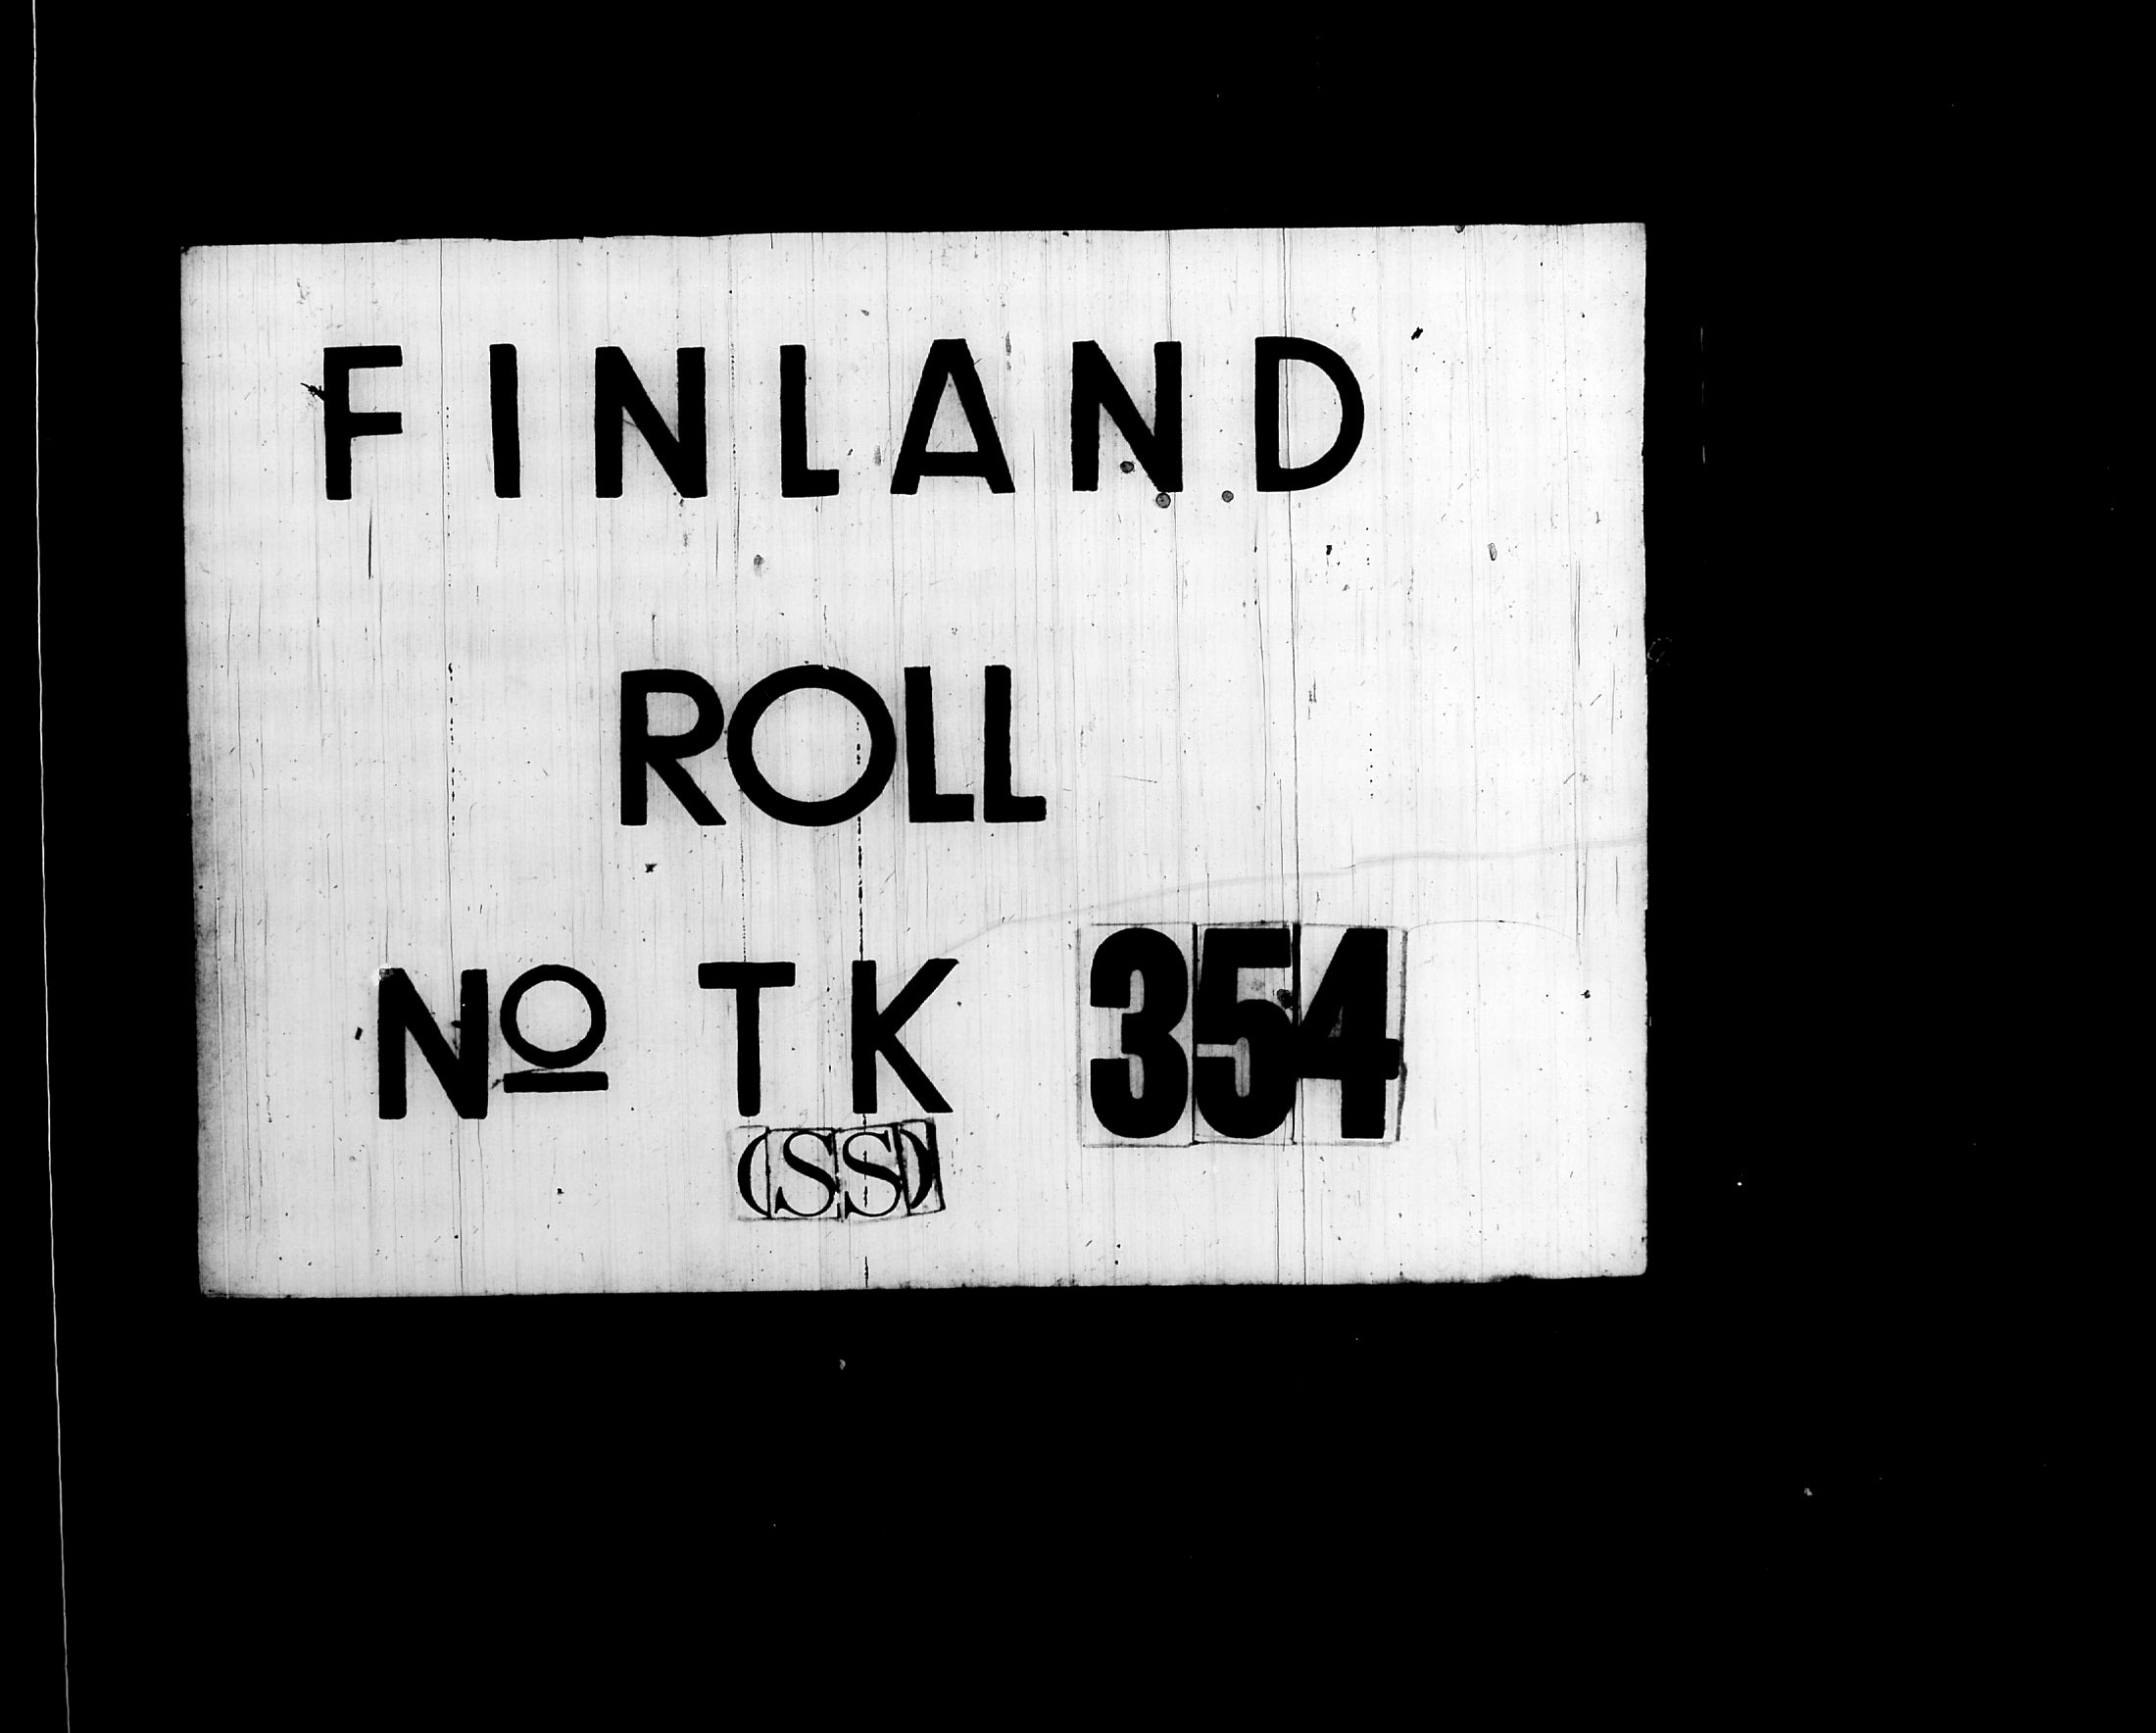 FINLAND
ROLL
Nº TK 354
(SS)